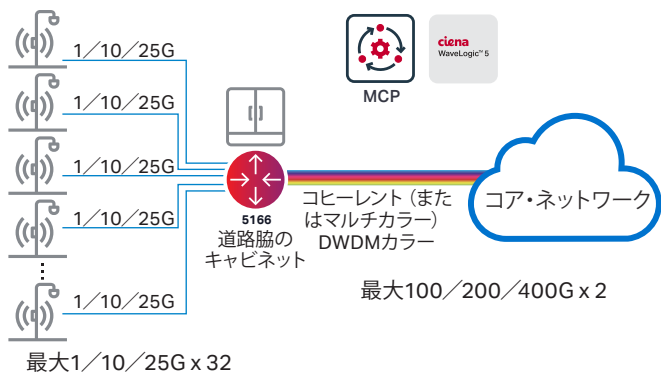 1／10／25G
1／10／25G
1／10／25G
1／10／25G
1／10／25G
最大1／10／25G x 32
MCP
ciena
WaveLogic™ 5
5166
道路脇の
キャビネット
コヒーレント（また
はマルチカラー）
DWDMカラー
コア・ネットワーク
最大100／200／400G x 2